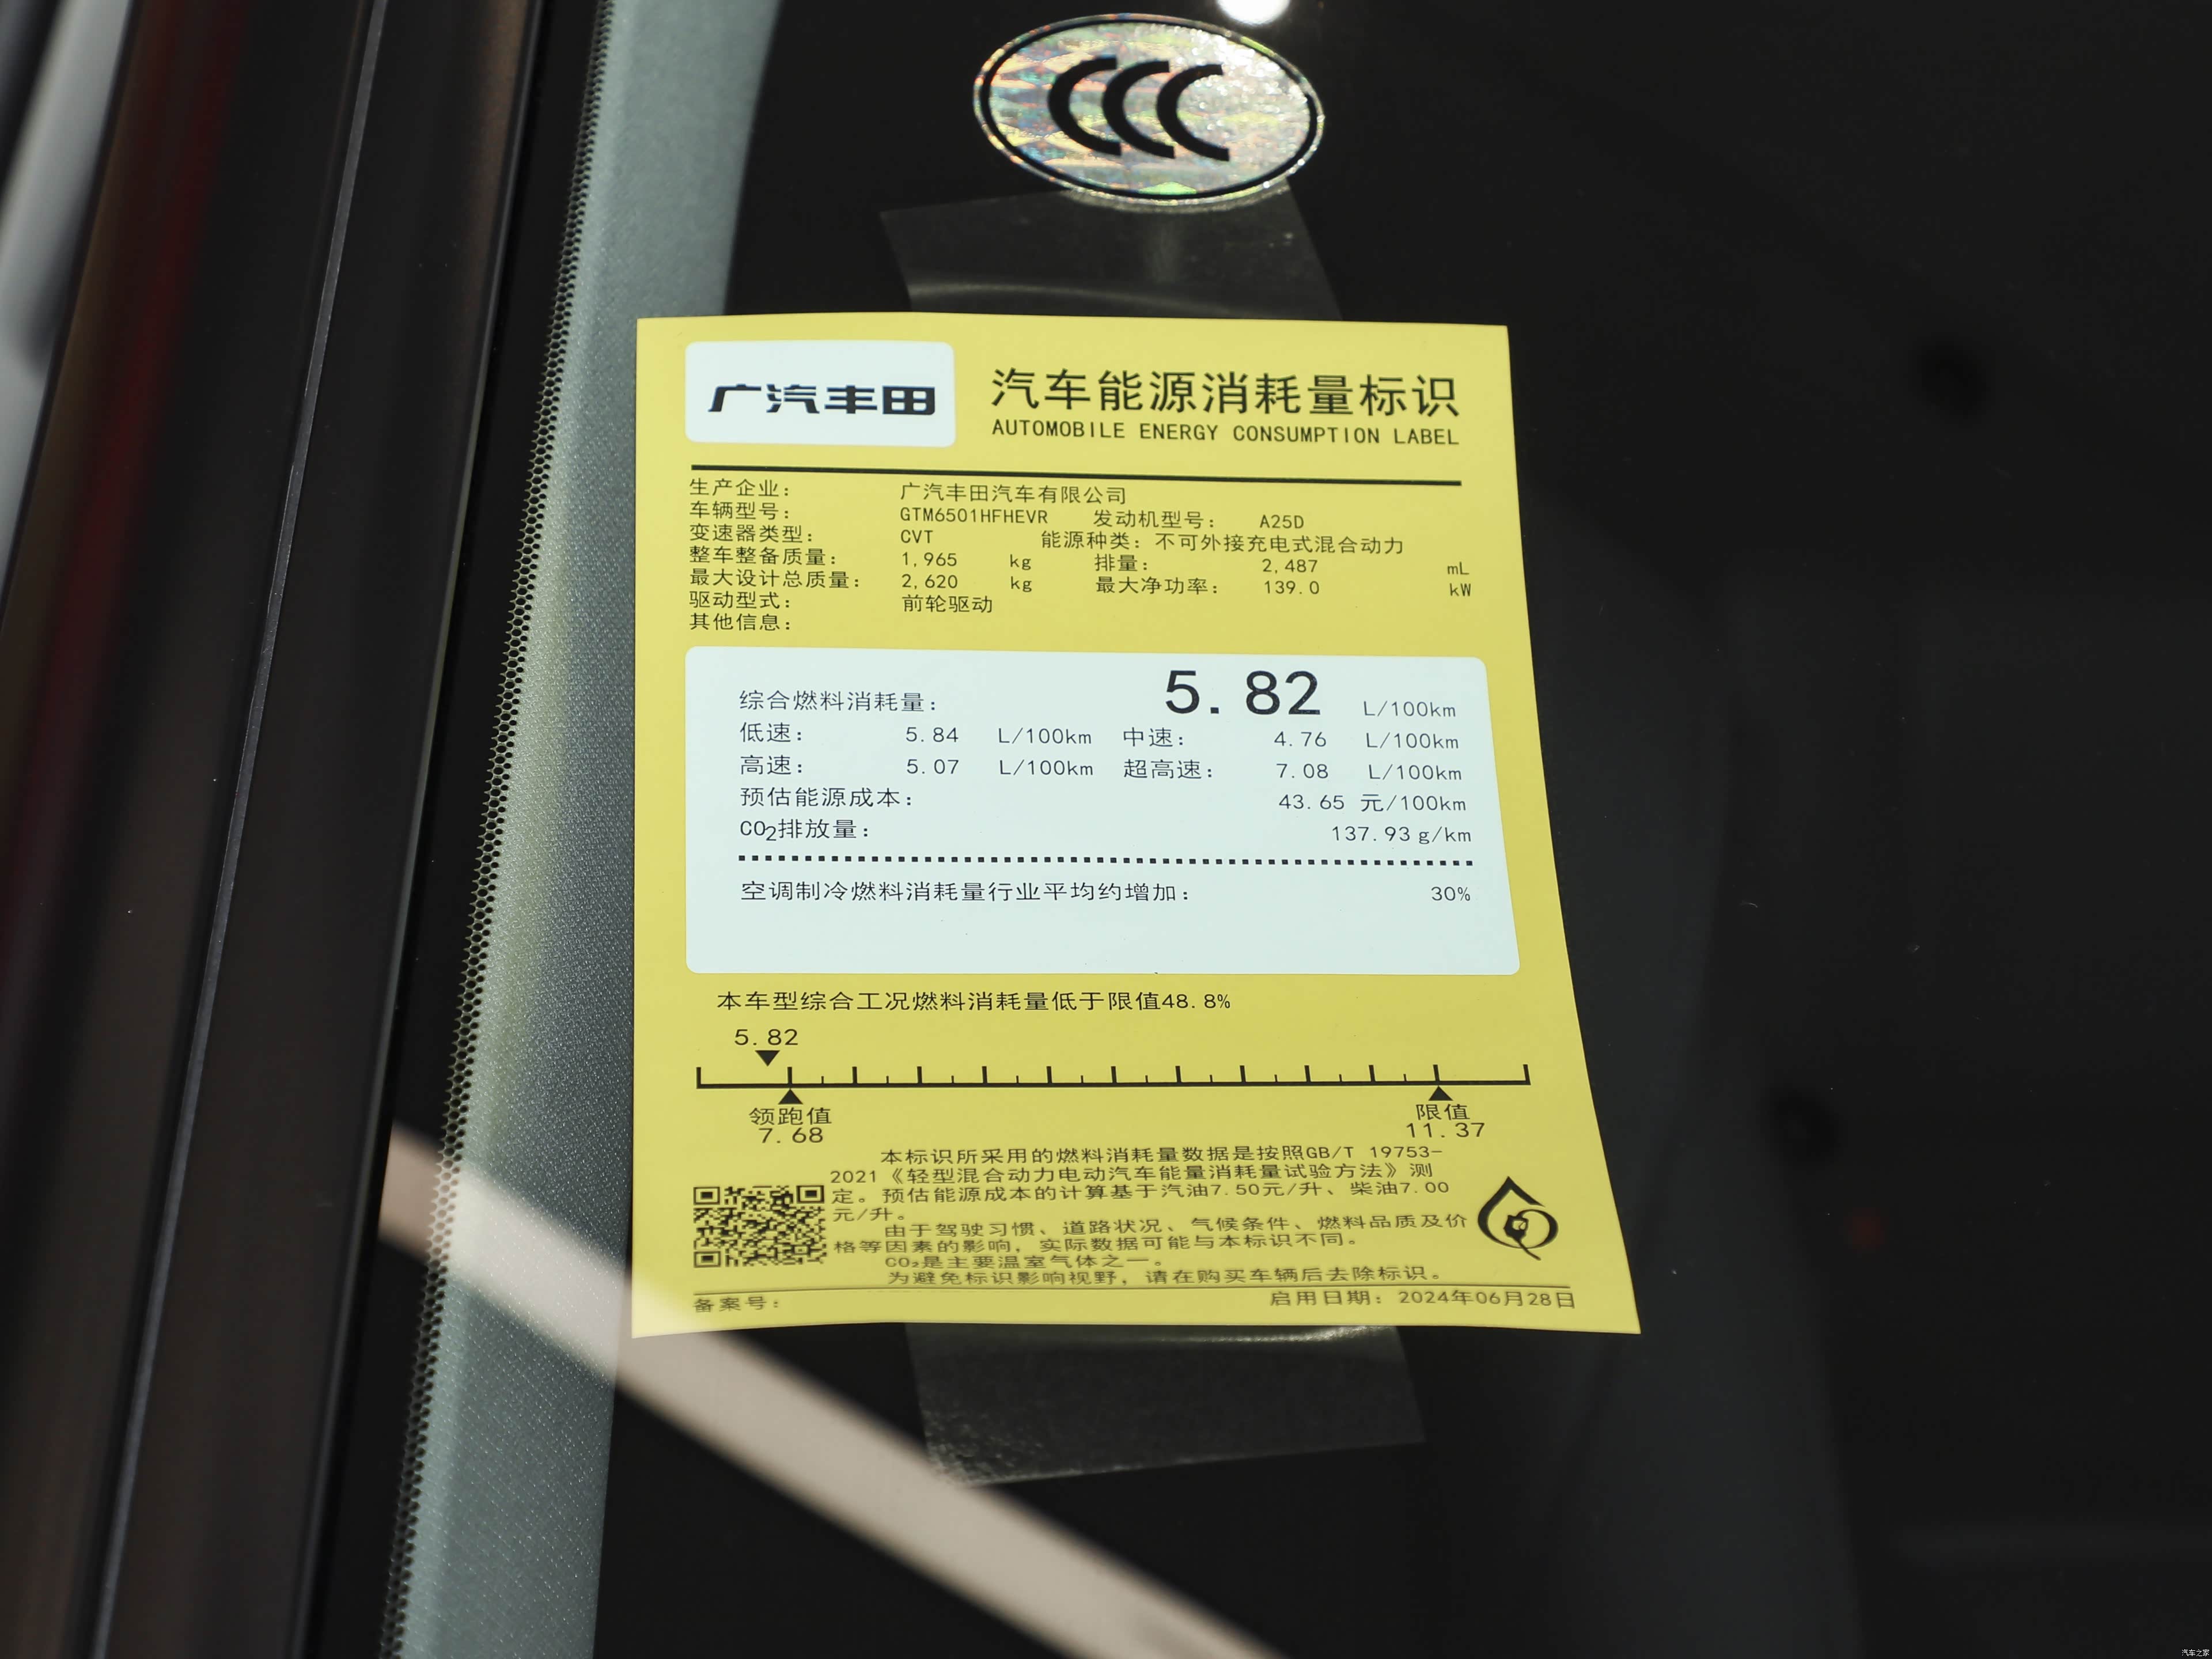 CCC
广汽丰田
汽车能源消耗量标识
AUTOMOBILE ENERGY CONSUMPTION LABEL
生产企业： 广汽丰田汽车有限公司
车辆型号： GTM6501HFHEVR 发动机型号： A25D
变速器类型： CVT 能源种类：不可外接充电式混合动力
整车整备质量： 1,965 kg 排量： 2,487 mL
最大设计总质量： 2,620 kg 最大净功率： 139.0 kW
驱动型式： 前轮驱动
其他信息：
综合燃料消耗量： 5.82 L/100km
低速： 5.84 L/100km 中速： 4.76 L/100km
高速： 5.07 L/100km 超高速： 7.08 L/100km
预估能源成本： 43.65 元/100km
CO2排放量： 137.93 g/km
空调制冷燃料消耗量行业平均约增加： 30%
本车型综合工况燃料消耗量低于限值48.8%
5.82
领跑值 限值
7.68 11.37
本标识所采用的燃料消耗量数据是按照GB/T 19753-
2021《轻型混合动力电动汽车能量消耗量试验方法》测
定。预估能源成本的计算基于汽油7.50元/升、柴油7.00
元/升。
由于驾驶习惯、道路状况、气候条件、燃料品质及价
格等因素的影响，实际数据可能与本标识不同。
CO₂是主要温室气体之一。
为避免标识影响视野，请在购买车辆后去除标识。
备案号： 启用日期：2024年06月28日
汽车之家